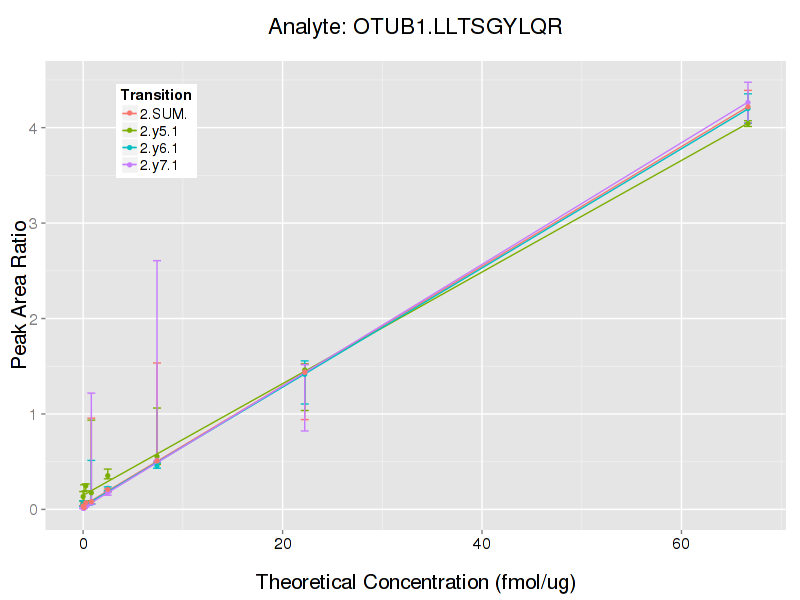 Analyte: OTUB1.LLTSGYLQR
Transition
2.SUM.
2.y5.1
2.y6.1
2.y7.1
Peak Area Ratio
4
3
2
1
0
0 20 40 60
Theoretical Concentration (fmol/ug)